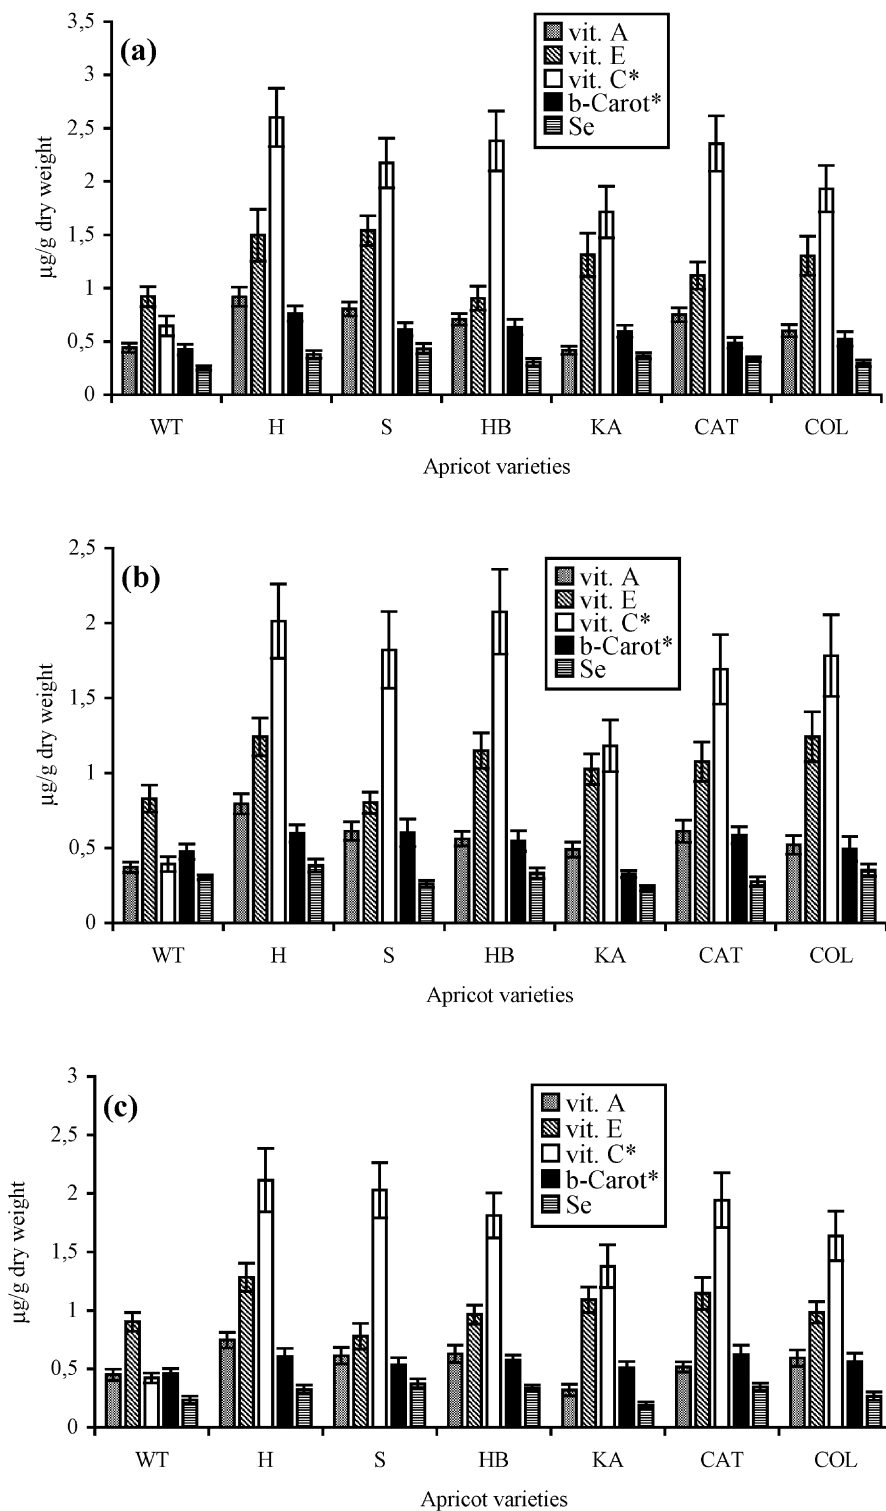 (a)
vit. A
vit. E
vit. C*
b-Carot*
Se
3,5
3
2,5
2
1,5
1
0,5
0
µg/g dry weight
WT H S HB KA CAT COL
Apricot varieties
(b)
vit. A
vit. E
vit. C*
b-Carot*
Se
2,5
2
1,5
1
0,5
0
µg/g dry weight
WT H S HB KA CAT COL
Apricot varieties
(c)
vit. A
vit. E
vit. C*
b-Carot*
Se
3
2,5
2
1,5
1
0,5
0
µg/g dry weight
WT H S HB KA CAT COL
Apricot varieties